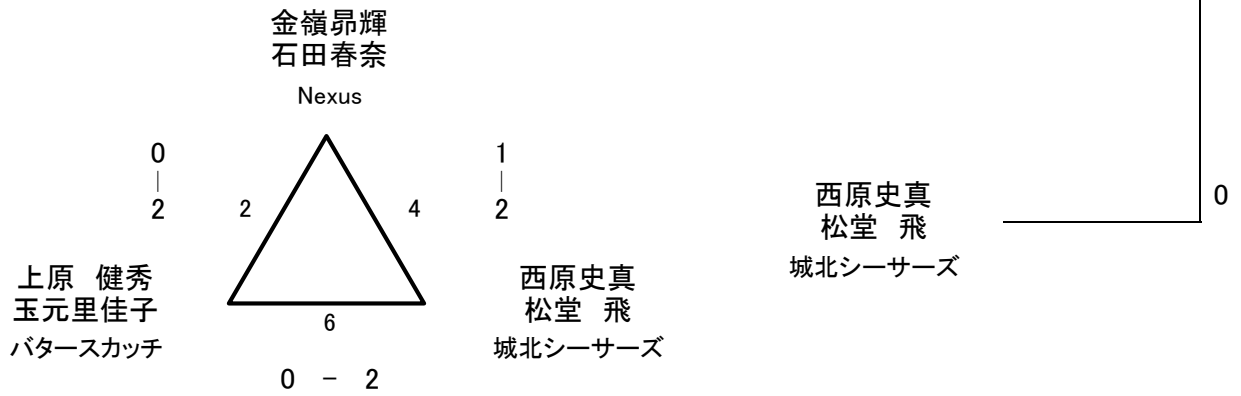 金嶺昴輝
石田春奈
Nexus
0
|
2
2
4
1
|
2
上原 健秀
玉元里佳子
バタースカッチ
6
0 - 2
西原史真
松堂 飛
城北シーサーズ
西原史真
松堂 飛
城北シーサーズ
0